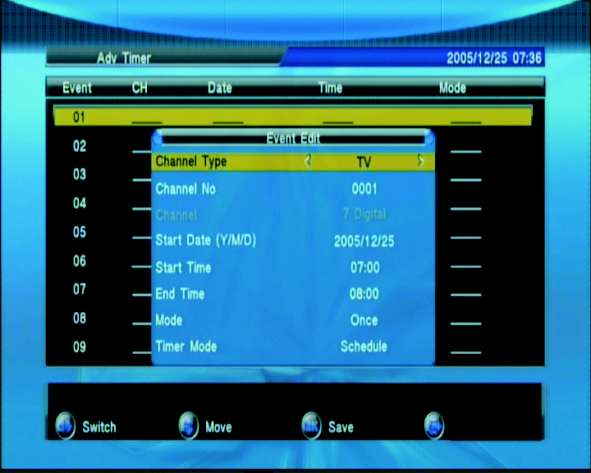 Adv Timer 2005/12/25 07:36
Event CH Date Time Mode
01
Event Edit
02
Channel Type TV
03
Channel No 0001
04
Channel 7 Digital
05
Start Date (Y/M/D) 2005/12/25
06
Start Time 07:00
07
End Time 08:00
08
Mode Once
09
Timer Mode Schedule
Switch Move OK Save